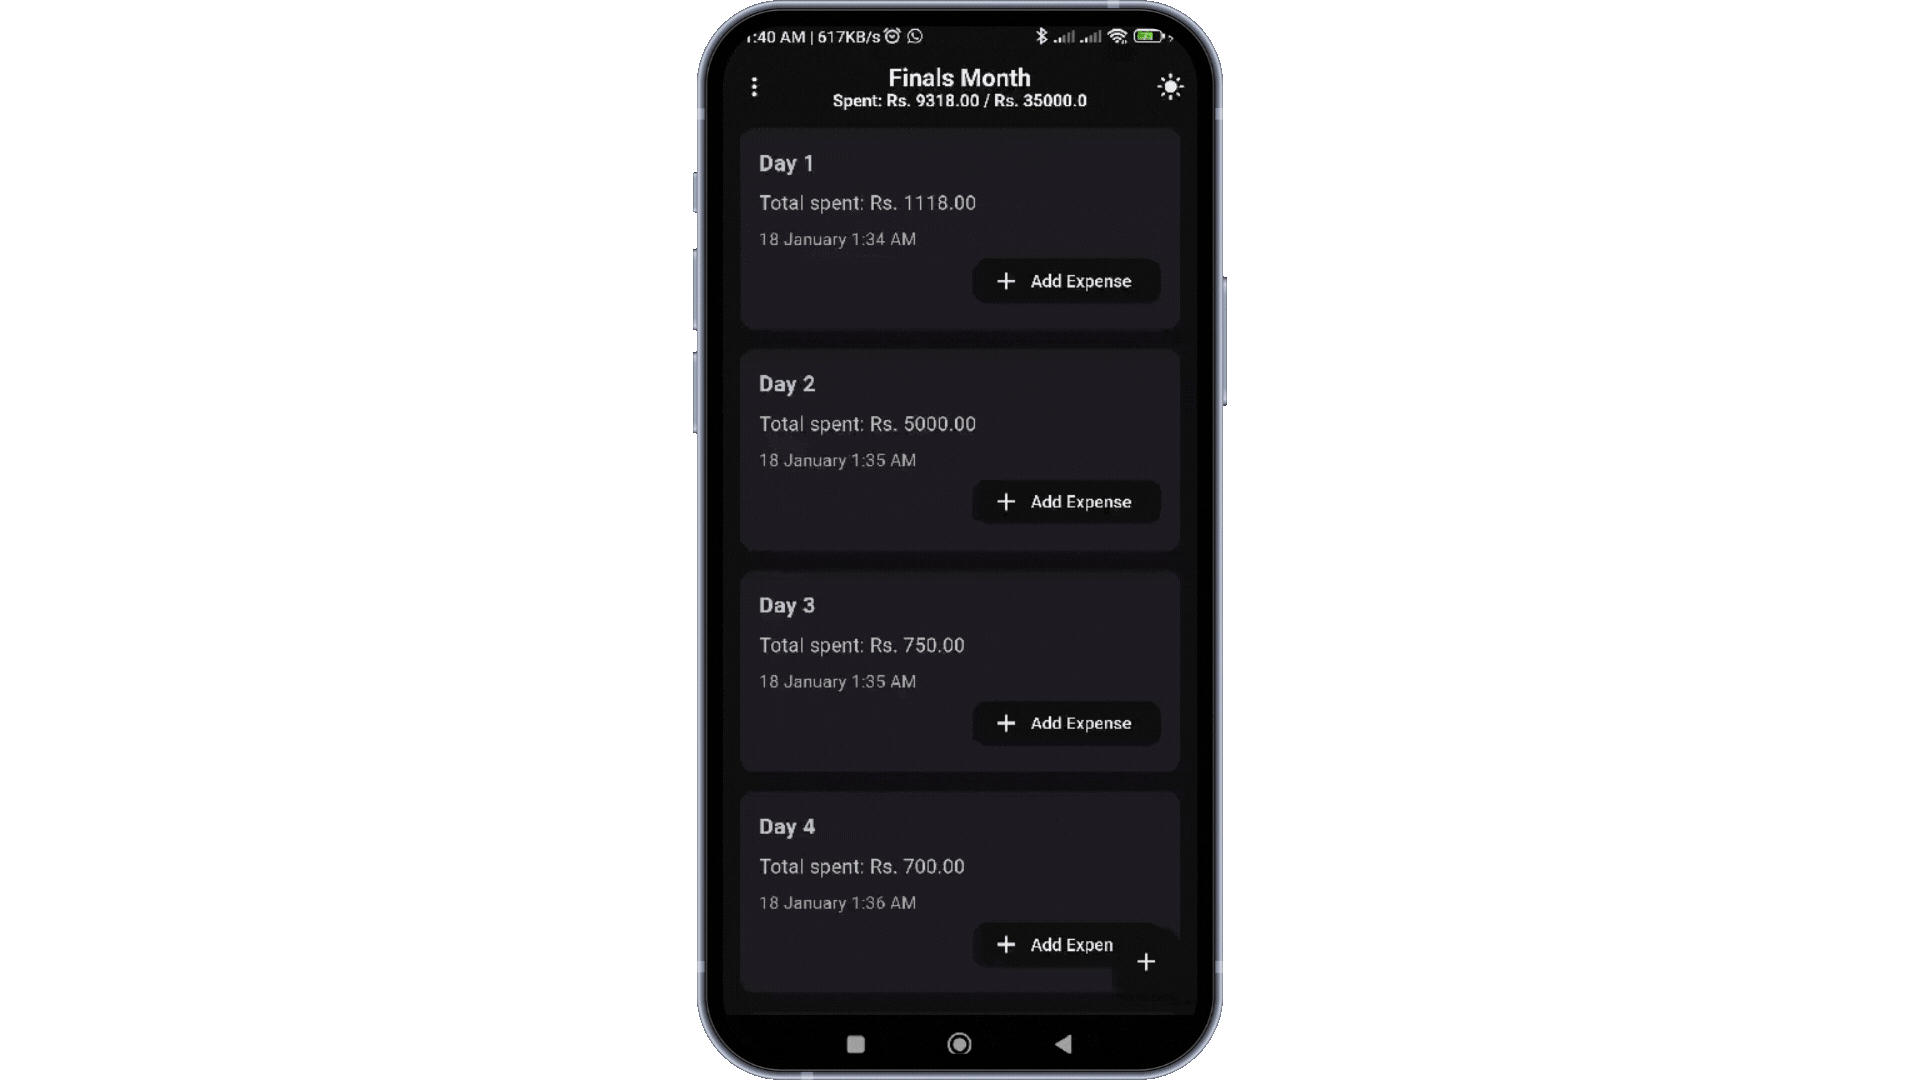 :40 AM | 617KB/s
Finals Month
Spent: Rs. 9318.00 / Rs. 35000.0
Day 1
Total spent: Rs. 1118.00
18 January 1:34 AM
+ Add Expense
Day 2
Total spent: Rs. 5000.00
18 January 1:35 AM
+ Add Expense
Day 3
Total spent: Rs. 750.00
18 January 1:35 AM
+ Add Expense
Day 4
Total spent: Rs. 700.00
18 January 1:36 AM
+ Add Expen
+